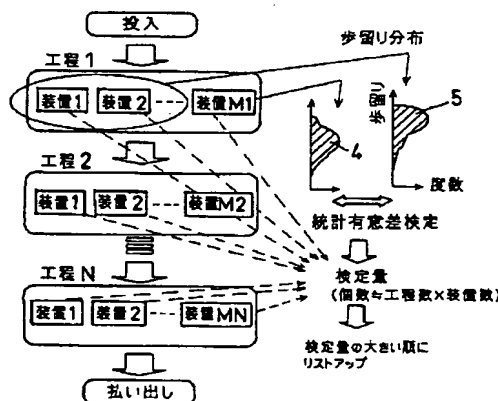 投入
工程1
装置1 装置2 装置M1
歩留り分布
歩留り
4
5
度数
統計有意差検定
工程2
装置1 装置2 装置M2
検定量
(個数≒工程数×装置数)
工程N
装置1 装置2 装置MN
検定量の大きい順に
リストアップ
払い出し